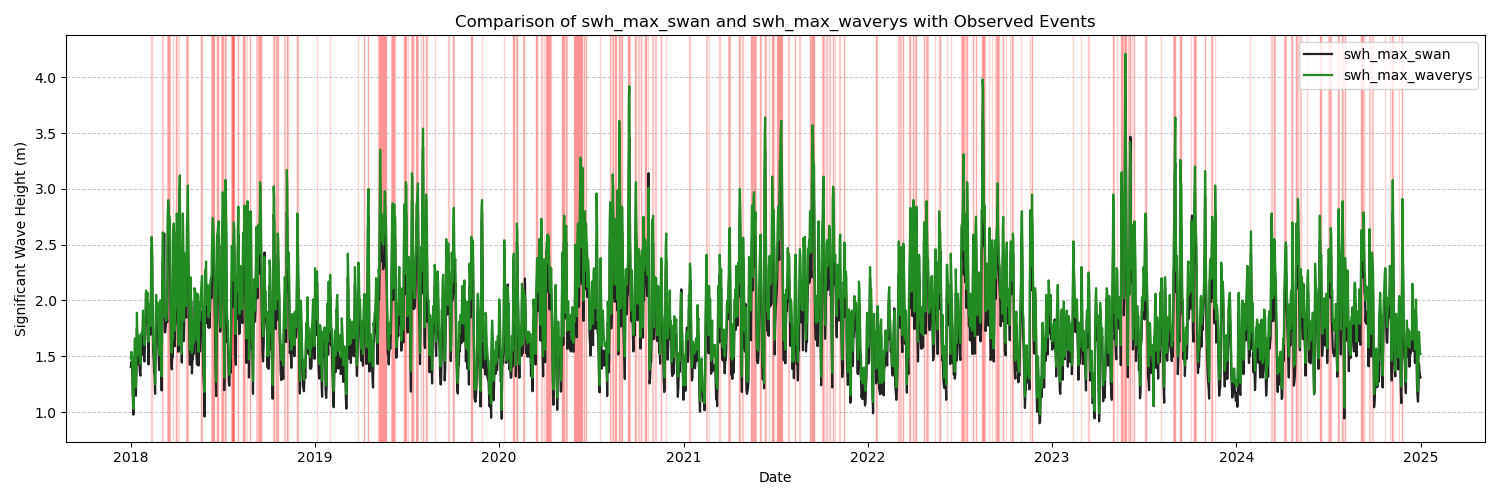 Comparison of swh_max_swan and swh_max_waverys with Observed Events
swh_max_swan
swh_max_waverys
Significant Wave Height (m)
4.0
3.5
3.0
2.5
2.0
1.5
1.0
2018 2019 2020 2021 2022 2023 2024 2025
Date